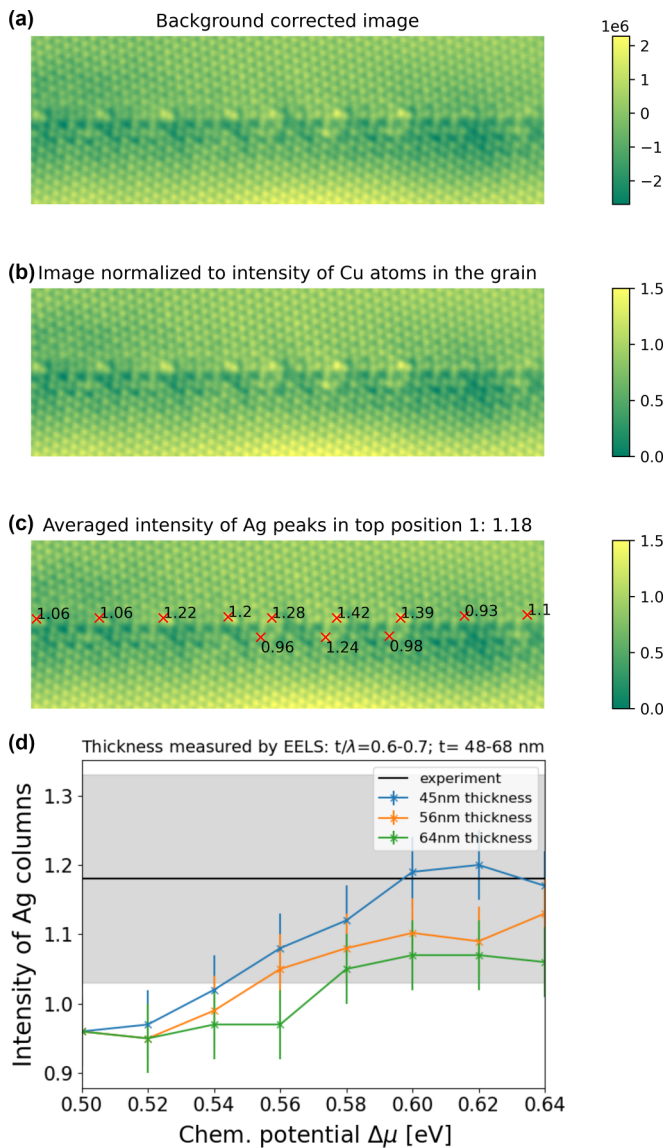 (a)
Background corrected image
1e6
2
1
0
−1
−2
(b) Image normalized to intensity of Cu atoms in the grain
1.5
1.0
0.5
0.0
(c) Averaged intensity of Ag peaks in top position 1: 1.18
1.5
1.0
0.5
0.0
1.06 1.06 1.22 1.2 1.28 1.42 1.39 0.93 1.1
0.96 1.24 0.98
(d)
Thickness measured by EELS: t/λ=0.6-0.7; t= 48-68 nm
experiment
45nm thickness
56nm thickness
64nm thickness
Intensity of Ag columns
1.3
1.2
1.1
1.0
0.9
0.50 0.52 0.54 0.56 0.58 0.60 0.62 0.64
Chem. potential Δμ [eV]